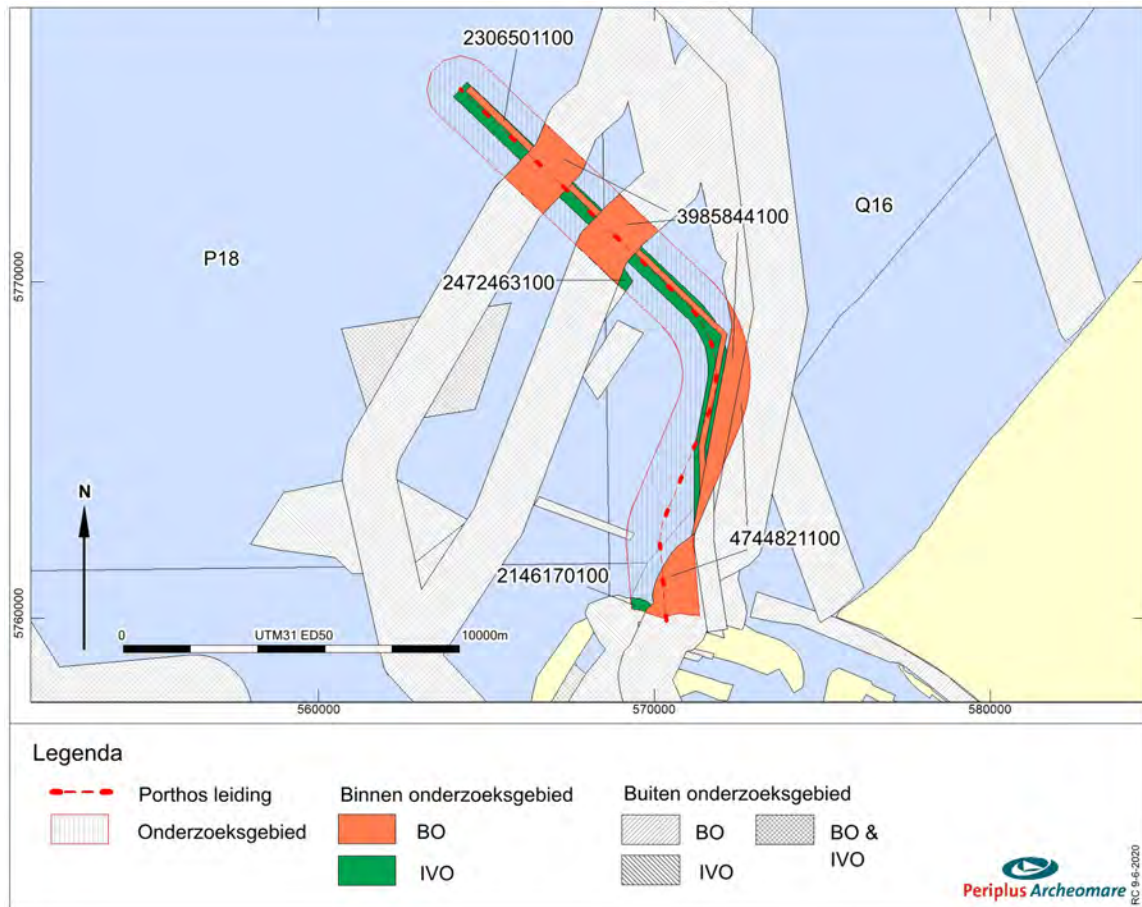 2306501100
3985844100
Q16
P18
2472463100
5770000
N
4744821100
2146170100
5760000
0 UTM31 ED50 10000m
560000 570000 580000
Legenda
Porthos leiding
Onderzoeksgebied
Binnen onderzoeksgebied
BO
IVO
Buiten onderzoeksgebied
BO
IVO
BO &
IVO
Periplus Archeomare
RC 9-6-2020